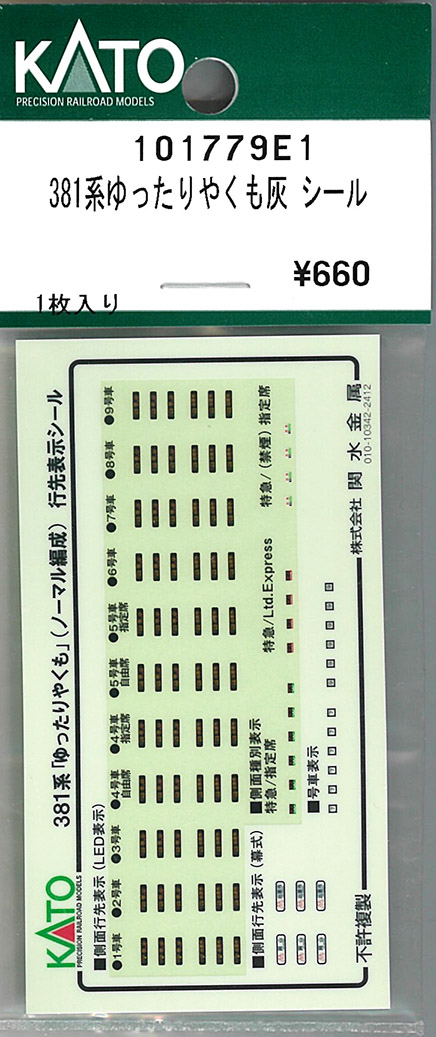 KATO
PRECISION RAILROAD MODELS
101779E1
381系ゆったりやくも灰 シール
¥660
1枚入り
KATO
PRECISION RAILROAD MODELS
381系「ゆったりやくも」(ノーマル編成) 行先表示シール
■側面行先表示(LED表示)
●1号車
●2号車
●3号車
●4号車
自由席
●4号車
指定席
●5号車
自由席
●5号車
指定席
●6号車
●7号車
●8号車
●9号車
■側面行先表示(幕式)
■側面種別表示
特急/指定席
特急/Ltd.Express
特急/(禁煙)指定席
■号車表示
不許複製
株式会社 関水金属
010-10342-2412